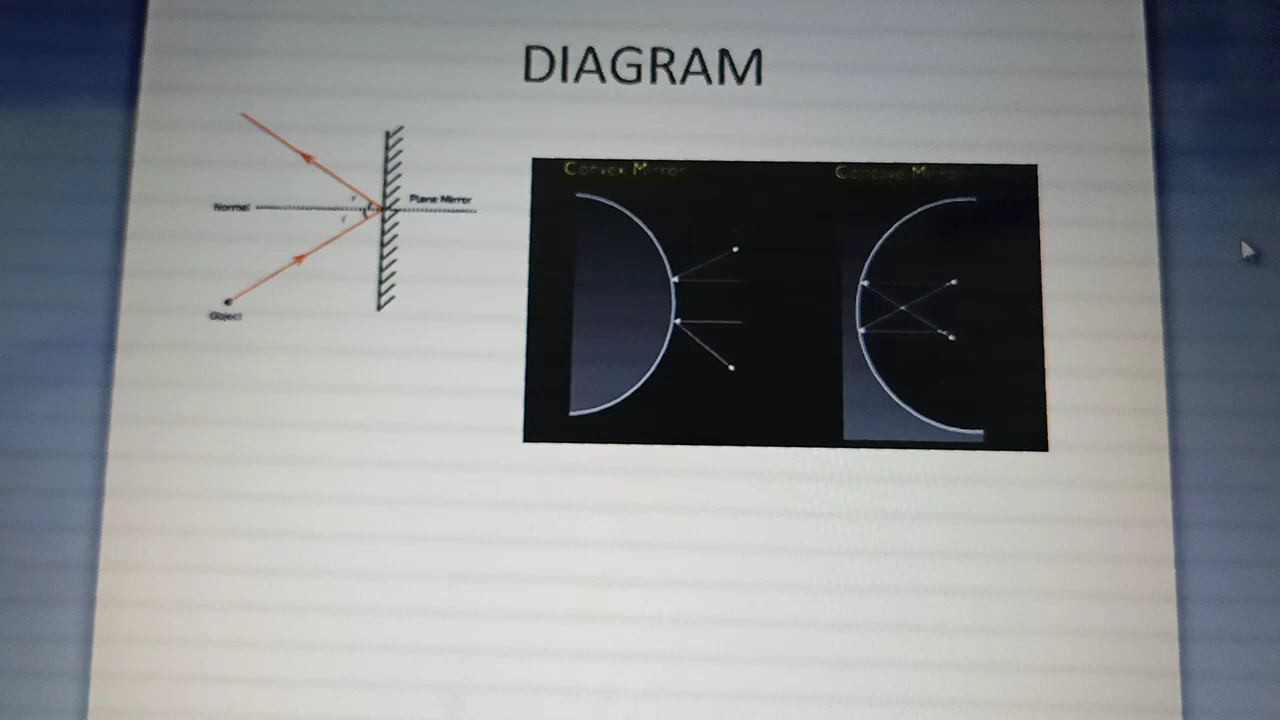 DIAGRAM
Convex Mirror
Concave Mirror
r
Normal
Plane Mirror
i
Object